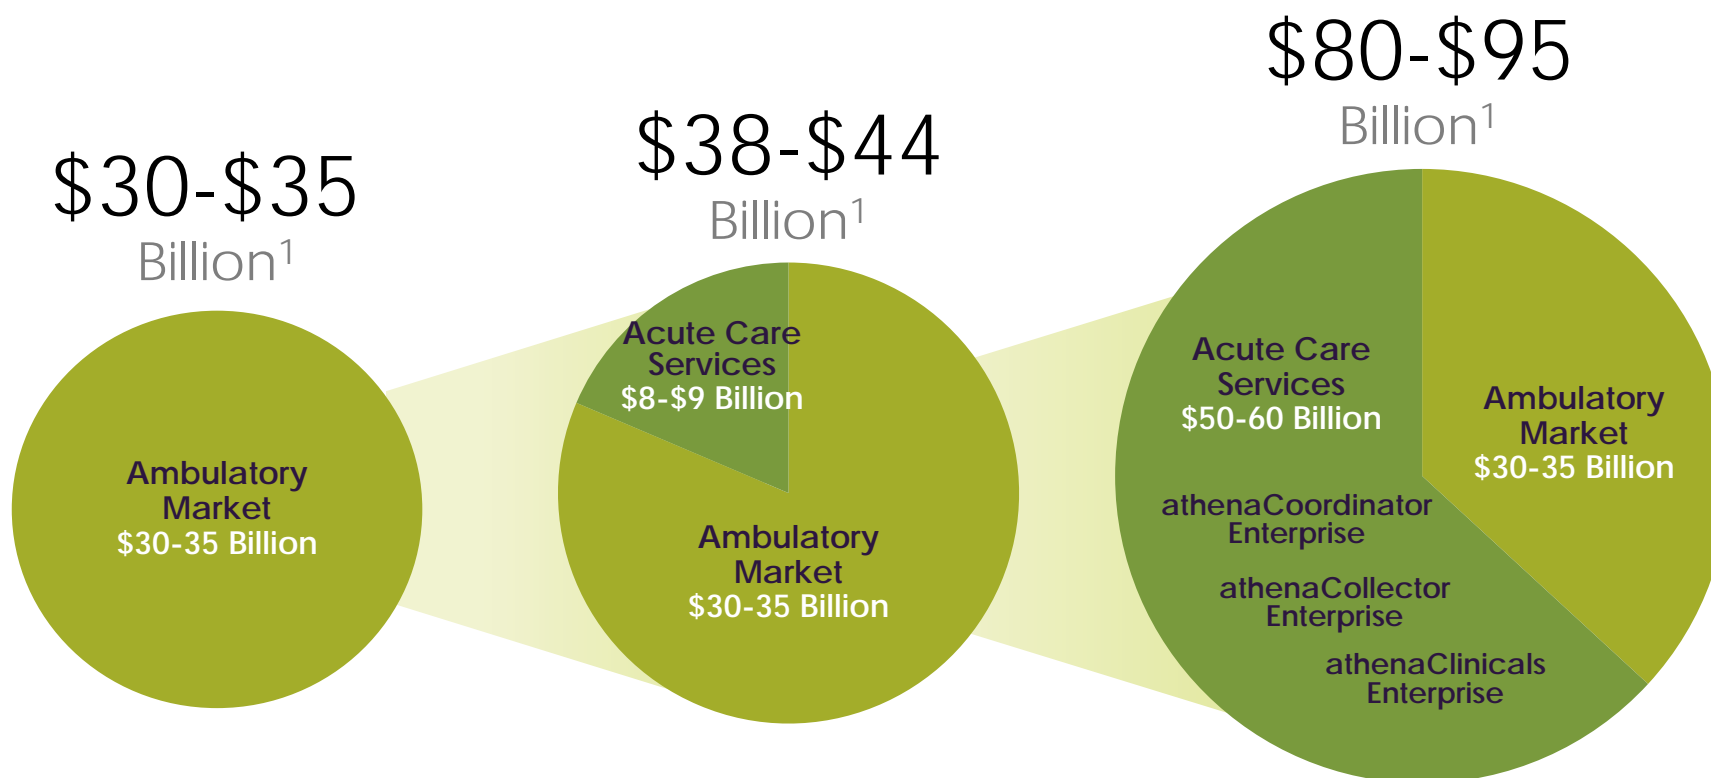 $30-$35
Billion¹
Ambulatory
Market
$30-35 Billion
$38-$44
Billion¹
Acute Care
Services
$8-$9 Billion
Ambulatory
Market
$30-35 Billion
$80-$95
Billion¹
Acute Care
Services
$50-60 Billion
Ambulatory
Market
$30-35 Billion
athenaCoordinator
Enterprise
athenaCollector
Enterprise
athenaClinicals
Enterprise